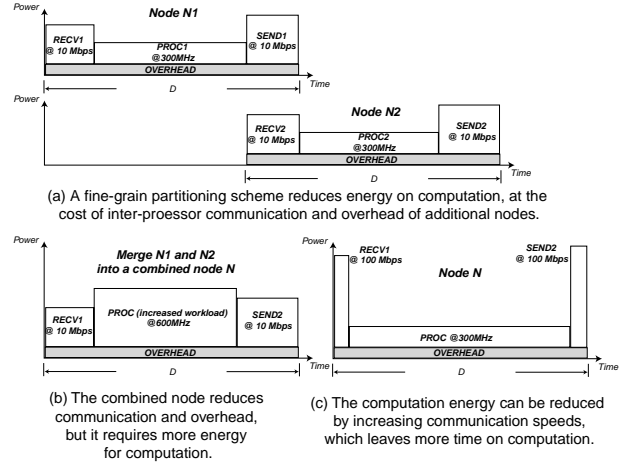 Power
Node N1
RECV1
@ 10 Mbps
PROC1
@300MHz
SEND1
@ 10 Mbps
OVERHEAD
Time
D
Power
Node N2
RECV2
@ 10 Mbps
PROC2
@300MHz
SEND2
@ 10 Mbps
OVERHEAD
Time
D
(a) A fine-grain partitioning scheme reduces energy on computation, at the
cost of inter-proessor communication and overhead of additional nodes.
Power
Merge N1 and N2
into a combined node N
RECV1
@ 10 Mbps
PROC (increased workload)
@600MHz
SEND2
@ 10 Mbps
OVERHEAD
Time
D
(b) The combined node reduces
communication and overhead,
but it requires more energy
for computation.
Power
RECV1
@ 100 Mbps
Node N
SEND2
@ 100 Mbps
PROC @300MHz
OVERHEAD
Time
D
(c) The computation energy can be reduced
by increasing communication speeds,
which leaves more time on computation.